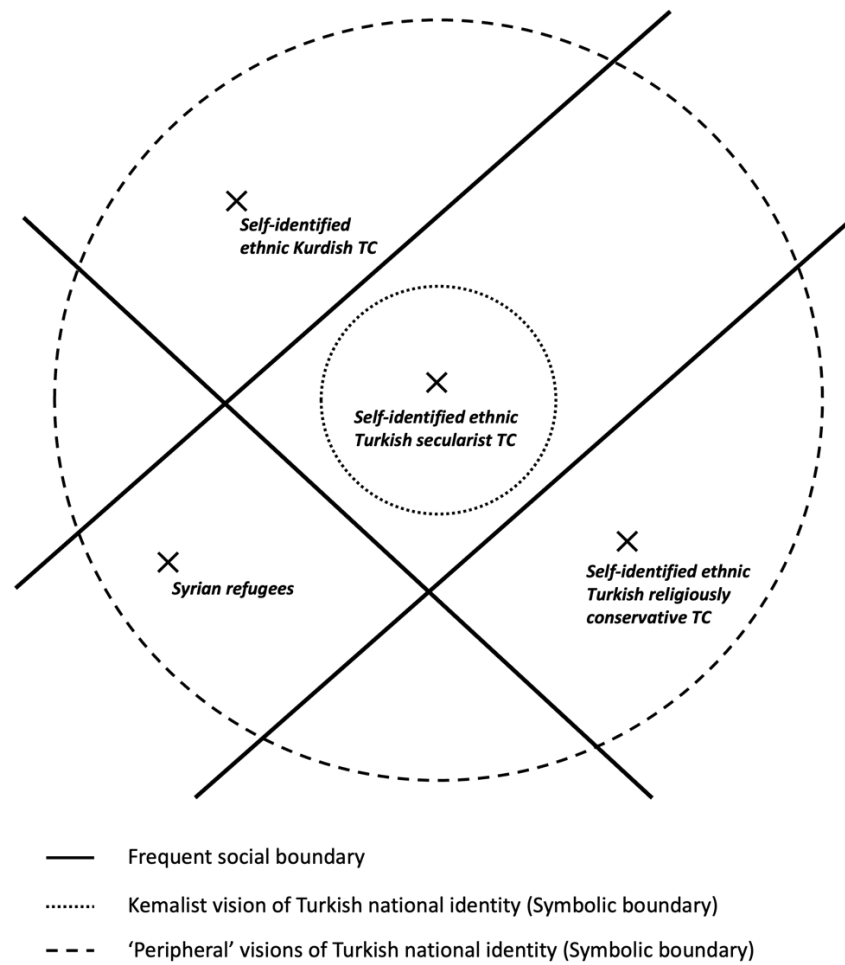 Self-identified
ethnic Kurdish TC
Self-identified ethnic
Turkish secularist TC
Syrian refugees
Self-identified ethnic
Turkish religiously
conservative TC
Frequent social boundary
Kemalist vision of Turkish national identity (Symbolic boundary)
‘Peripheral’ visions of Turkish national identity (Symbolic boundary)